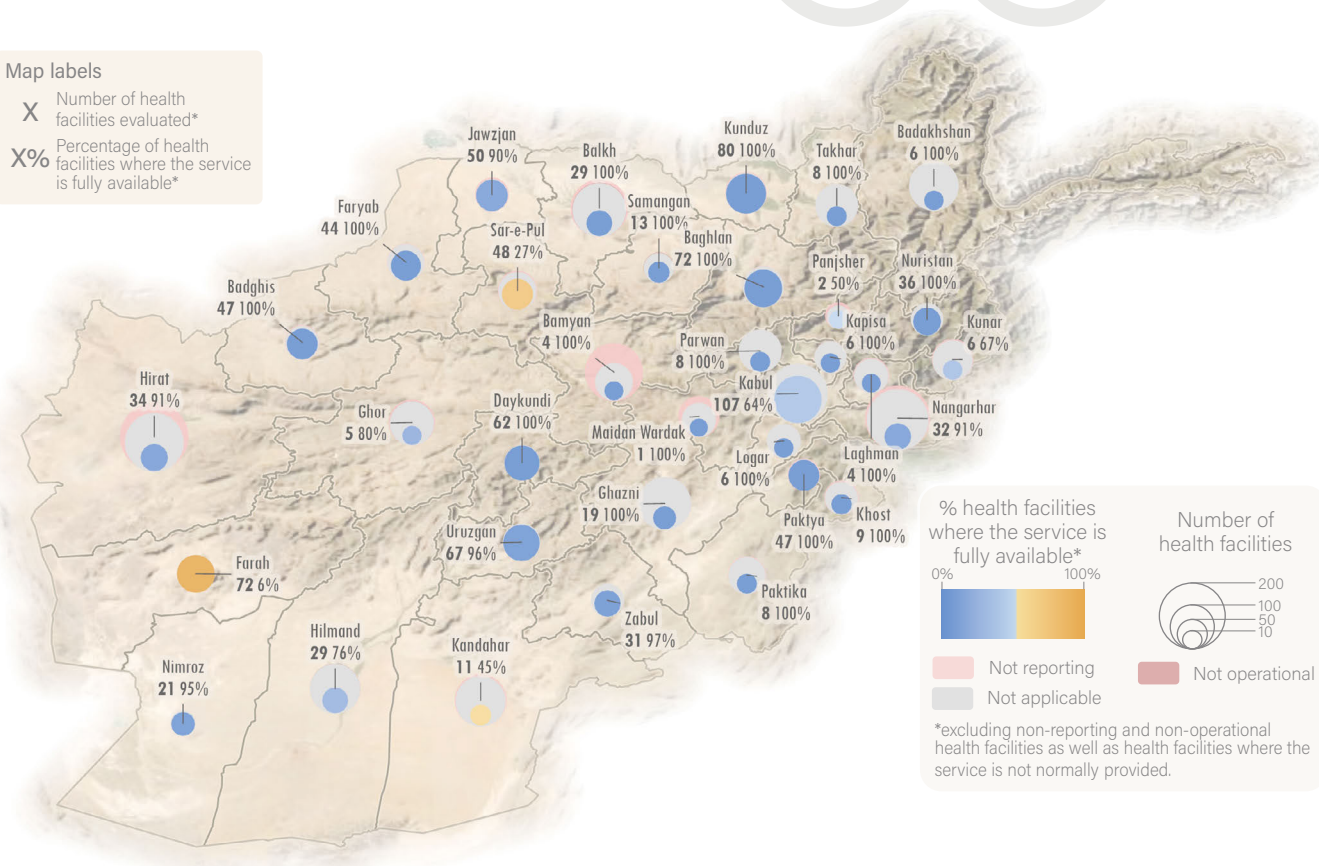 Map labels
X Number of health
facilities evaluated*
X% Percentage of health
facilities where the service
is fully available*
Jawzjan
50 90%
Balkh
29 100%
Kunduz
80 100%
Takhar
8 100%
Badakhshan
6 100%
Faryab
44 100%
Sar-e-Pul
48 27%
Samangan
13 100%
Baghlan
72 100%
Panjsher
2 50%
Nuristan
36 100%
Badghis
47 100%
Bamyan
4 100%
Parwan
8 100%
Kapisa
6 100%
Kunar
6 67%
Hirat
34 91%
Ghor
5 80%
Daykundi
62 100%
Kabul
107 64%
Maidan Wardak
1 100%
Nangarhar
32 91%
Logar
6 100%
Laghman
4 100%
Ghazni
19 100%
Paktya
47 100%
Khost
9 100%
Uruzgan
67 96%
Farah
72 6%
Paktika
8 100%
Zabul
31 97%
Hilmand
29 76%
Kandahar
11 45%
Nimroz
21 95%
% health facilities
where the service is
fully available*
0% 100%
Not reporting
Not applicable
Number of
health facilities
200
100
50
10
Not operational
*excluding non-reporting and non-operational
health facilities as well as health facilities where the
service is not normally provided.